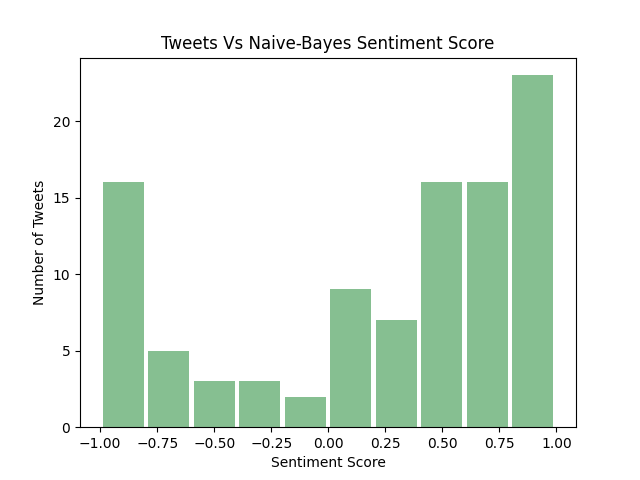 Tweets Vs Naive-Bayes Sentiment Score
Number of Tweets
20
15
10
5
0
−1.00 −0.75 −0.50 −0.25 0.00 0.25 0.50 0.75 1.00
Sentiment Score